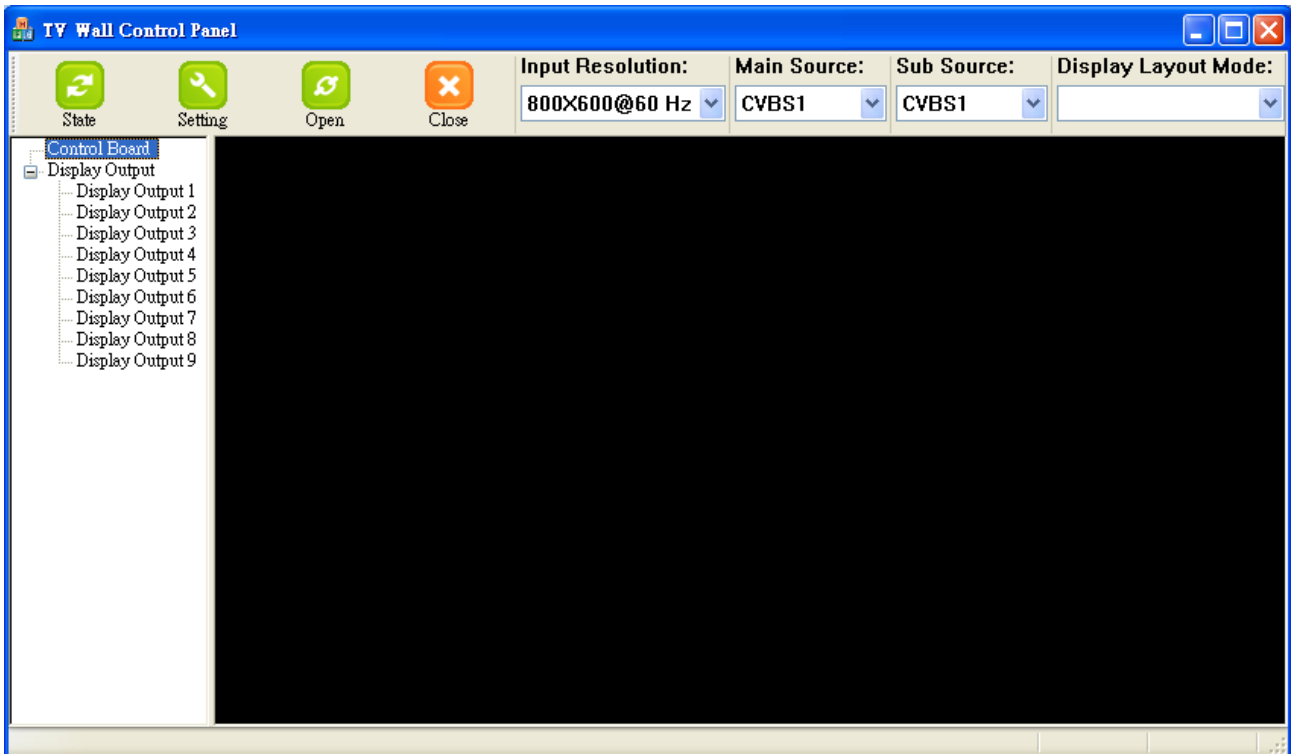 TV Wall Control Panel
State
Setting
Open
Close
Input Resolution:
800X600@60 Hz
Main Source:
CVBS1
Sub Source:
CVBS1
Display Layout Mode:
Control Board
Display Output
Display Output 1
Display Output 2
Display Output 3
Display Output 4
Display Output 5
Display Output 6
Display Output 7
Display Output 8
Display Output 9